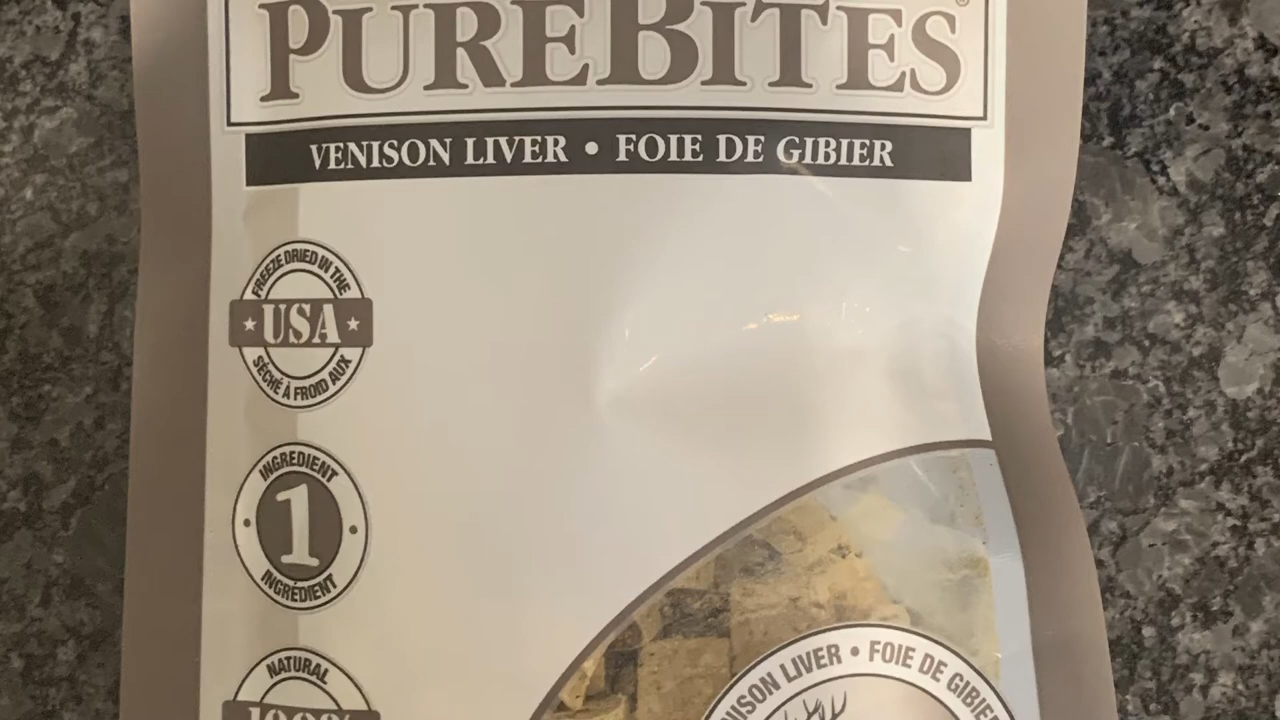 PUREBITES®
VENISON LIVER • FOIE DE GIBIER
FREEZE DRIED IN THE
USA
SÉCHÉ À FROID AUX
INGREDIENT
1
INGRÉDIENT
NATURAL
100%
VENISON LIVER • FOIE DE GIBIER